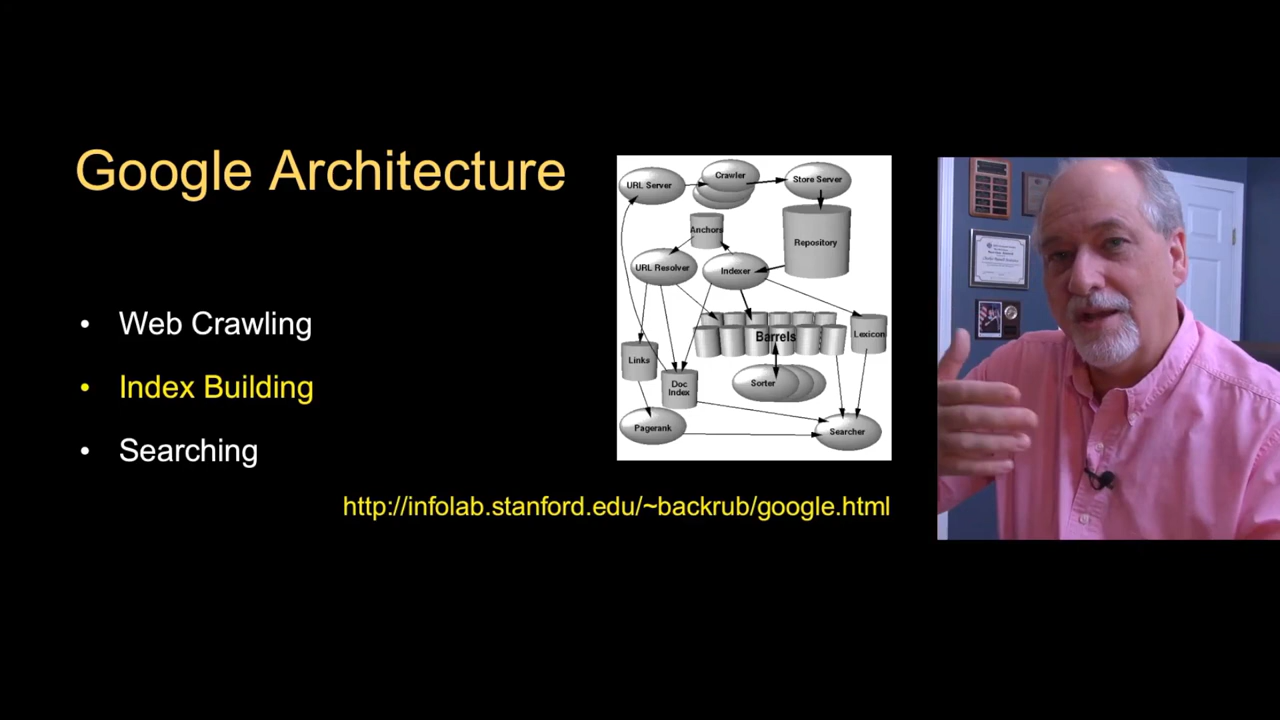 Google Architecture
• Web Crawling
• Index Building
• Searching
URL Server
Crawler
Store Server
Anchors
Repository
URL Resolver
Indexer
Barrels
Lexicon
Links
Doc
Index
Sorter
Pagerank
Searcher
http://infolab.stanford.edu/~backrub/google.html